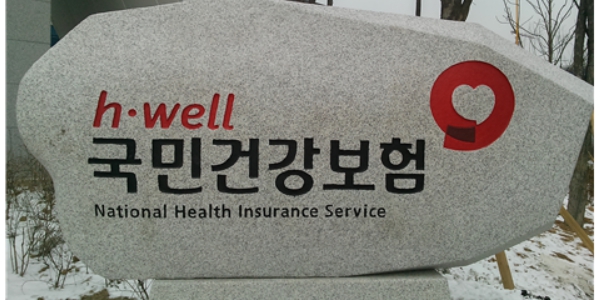 h·well
국민건강보험
National Health Insurance Service